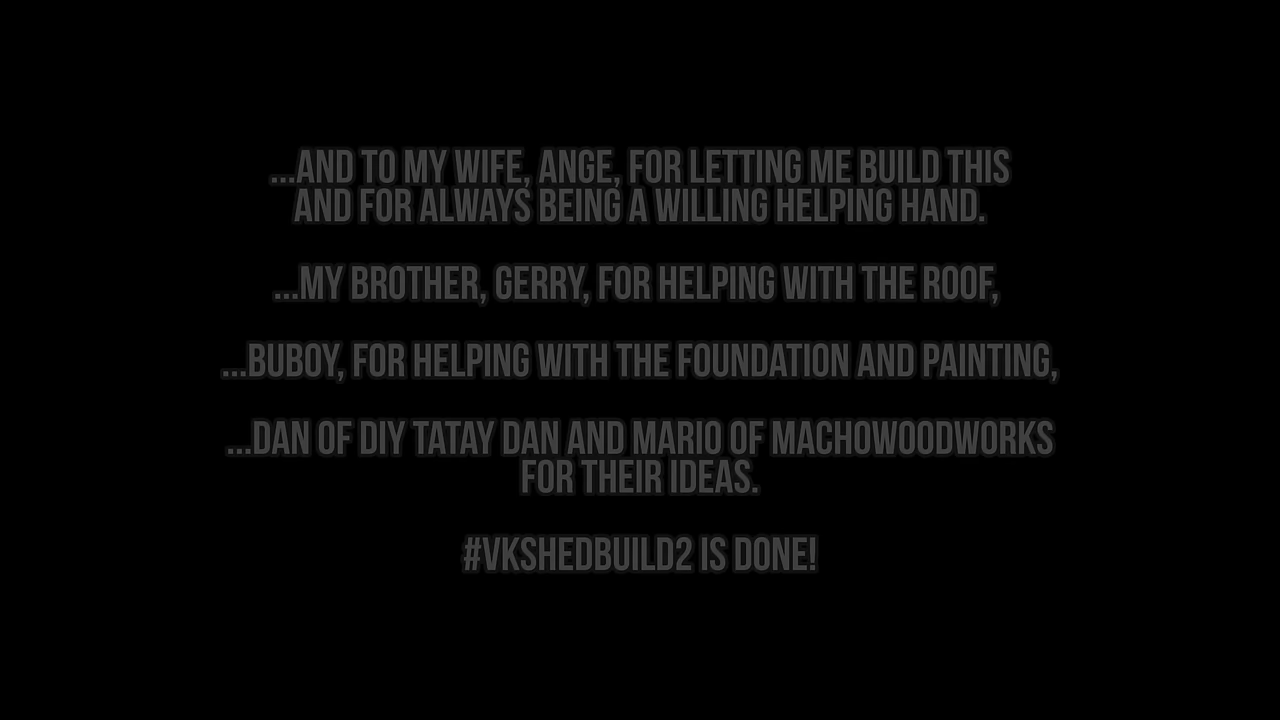 ...AND TO MY WIFE, ANGE, FOR LETTING ME BUILD THIS
AND FOR ALWAYS BEING A WILLING HELPING HAND.
...MY BROTHER, GERRY, FOR HELPING WITH THE ROOF,
...BUBOY, FOR HELPING WITH THE FOUNDATION AND PAINTING,
...DAN OF DIY TATAY DAN AND MARIO OF MACHOWOODWORKS
FOR THEIR IDEAS.
#VKSHEDBUILD2 IS DONE!